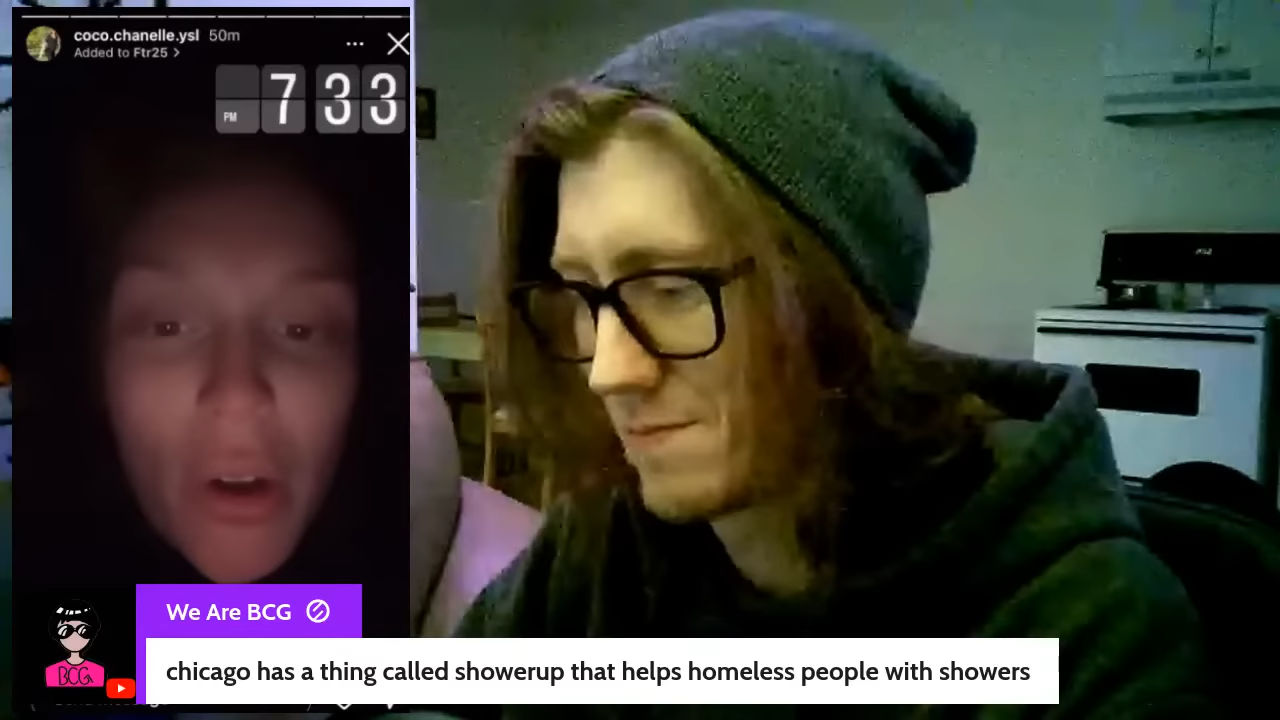 coco.chanelle.ysl 50m
Added to Ftr25 >
PM 7 33
We Are BCG
BCG
chicago has a thing called showerup that helps homeless people with showers